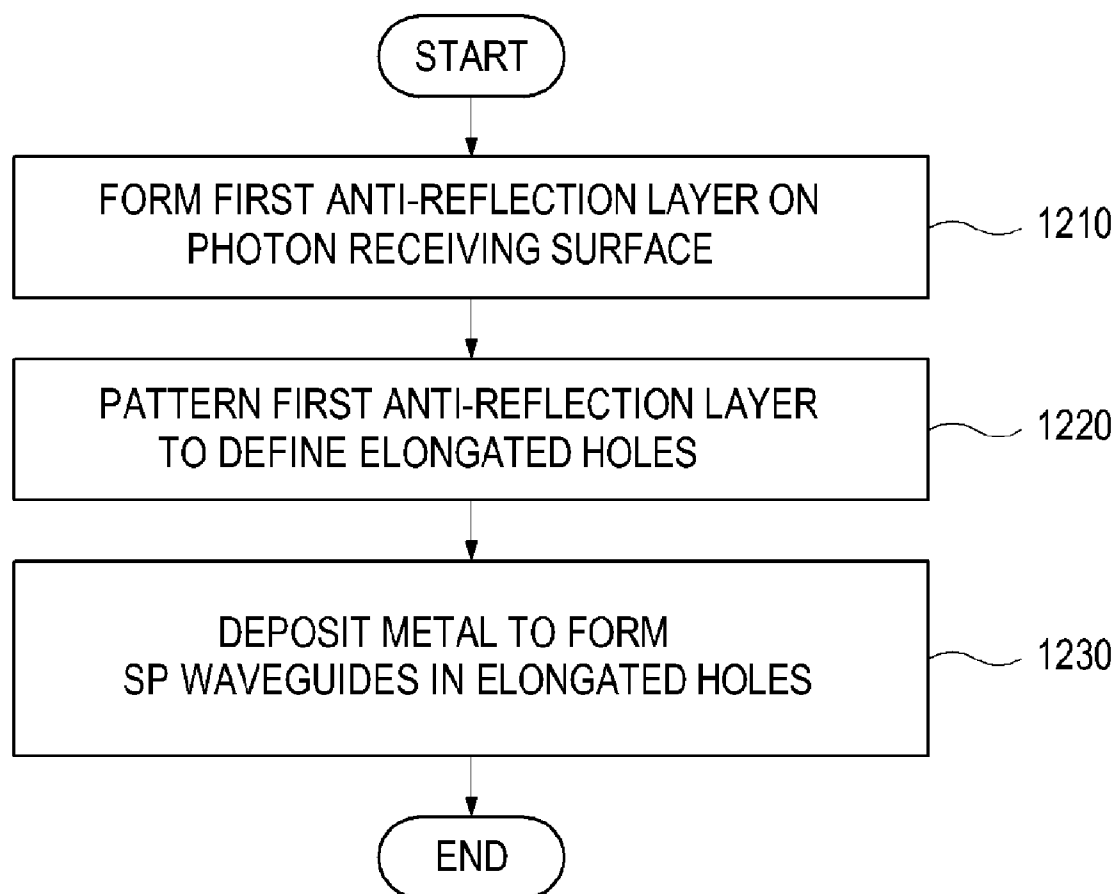 START
FORM FIRST ANTI-REFLECTION LAYER ON
PHOTON RECEIVING SURFACE
1210
PATTERN FIRST ANTI-REFLECTION LAYER
TO DEFINE ELONGATED HOLES
1220
DEPOSIT METAL TO FORM
SP WAVEGUIDES IN ELONGATED HOLES
1230
END